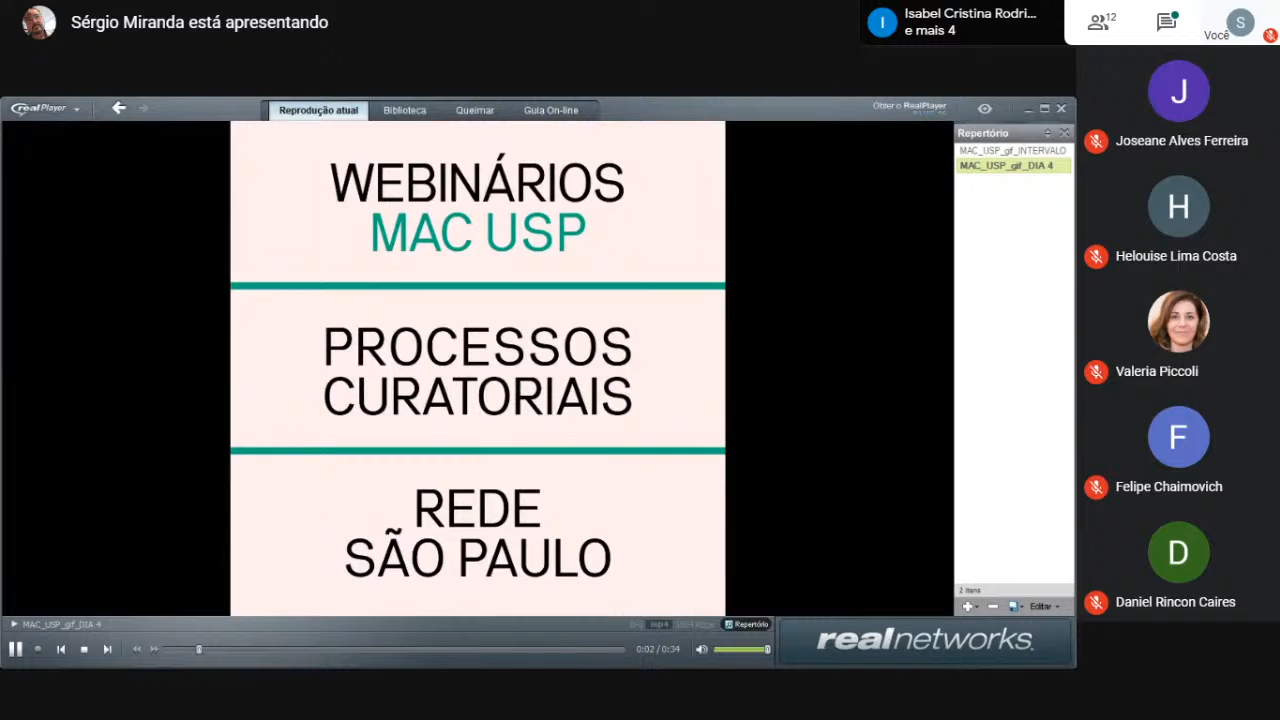 Sérgio Miranda está apresentando
I
Isabel Cristina Rodri...
e mais 4
12
S
Você
realPlayer
Reprodução atual
Biblioteca
Queimar
Guia On-line
Obter o RealPlayer
Repertório
MAC_USP_gf_INTERVALO
MAC_USP_gif_DIA 4
WEBINÁRIOS
MAC USP
PROCESSOS
CURATORIAIS
REDE
SÃO PAULO
2 itens
Editar
MAC_USP_gif_DIA 4
mp4
Repertório
0:02 / 0:34
realnetworks.
J
Joseane Alves Ferreira
H
Helouise Lima Costa
Valeria Piccoli
F
Felipe Chaimovich
D
Daniel Rincon Caires